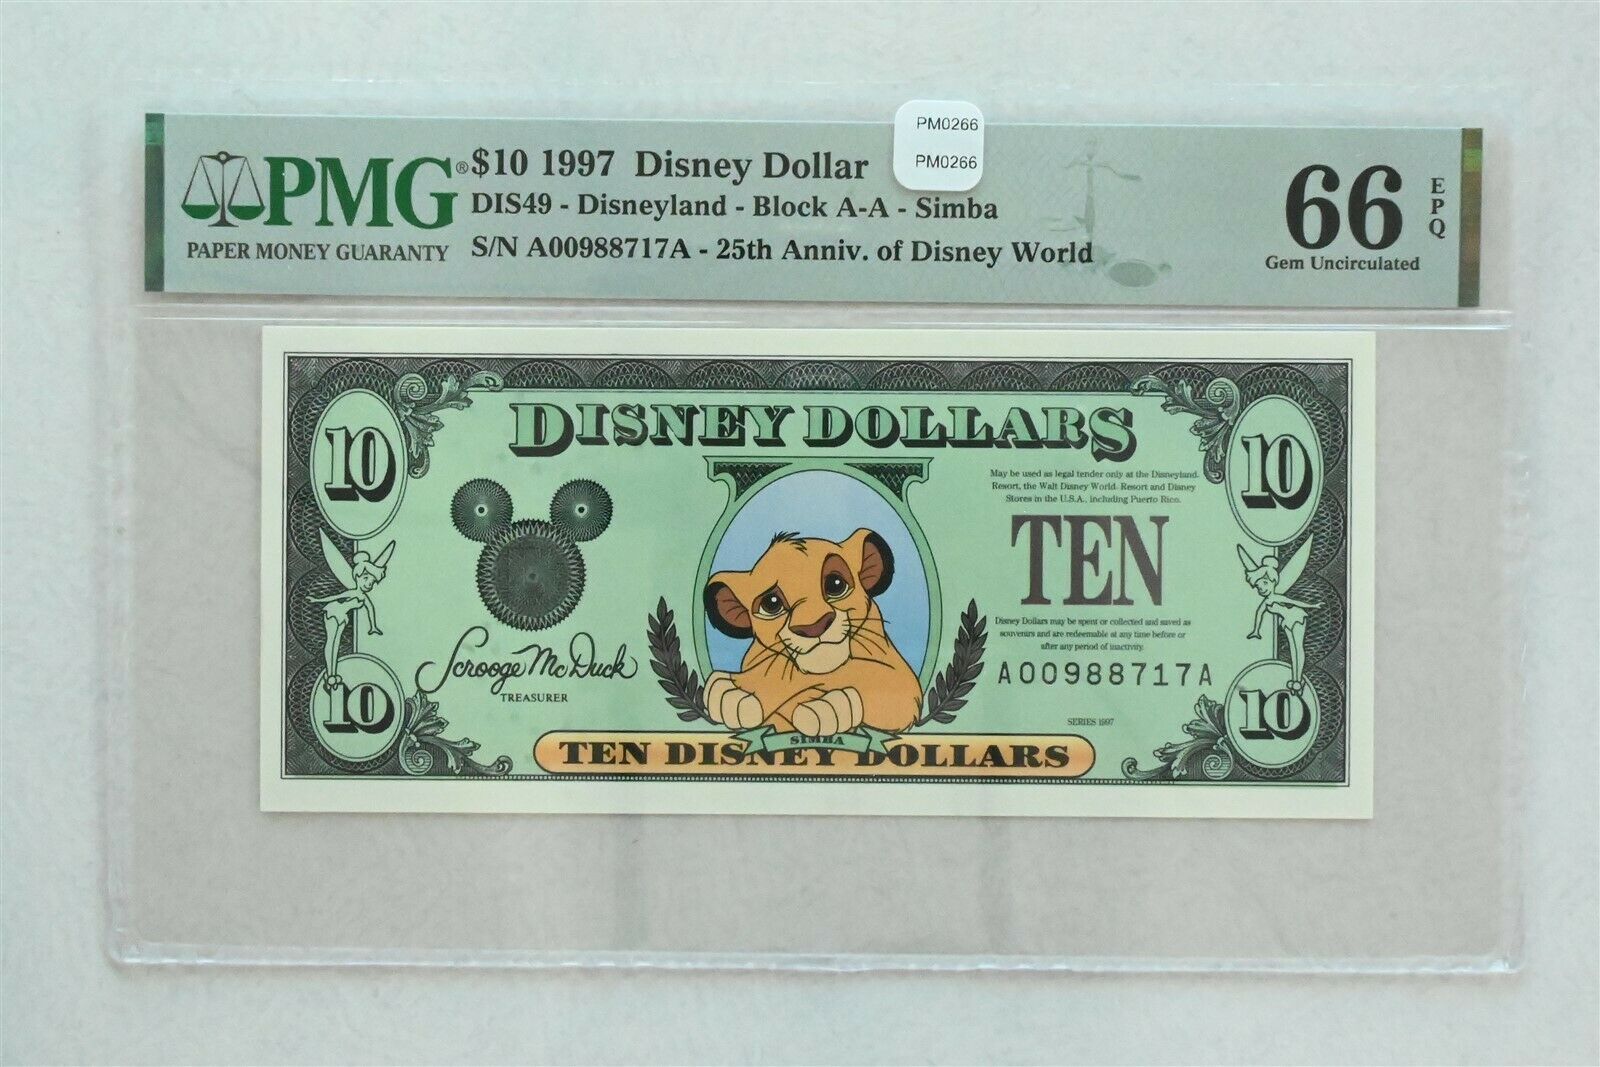 PM0266
PM0266
PMG®
PAPER MONEY GUARANTY
$10 1997 Disney Dollar
DIS49 - Disneyland - Block A-A - Simba
S/N A00988717A - 25th Anniv. of Disney World
66
EPQ
Gem Uncirculated
10
DISNEY DOLLARS
10
May be used as legal tender only at the Disneyland
Resort, the Walt Disney World Resort and Disney
Stores in the U.S.A., including Puerto Rico.
TEN
Disney Dollars may be spent or collected and saved as
souvenirs and are redeemable at any time before or
after any period of inactivity.
Scrooge McDuck
TREASURER
A00988717A
10
10
SERIES 1997
SIMBA
TEN DISNEY DOLLARS